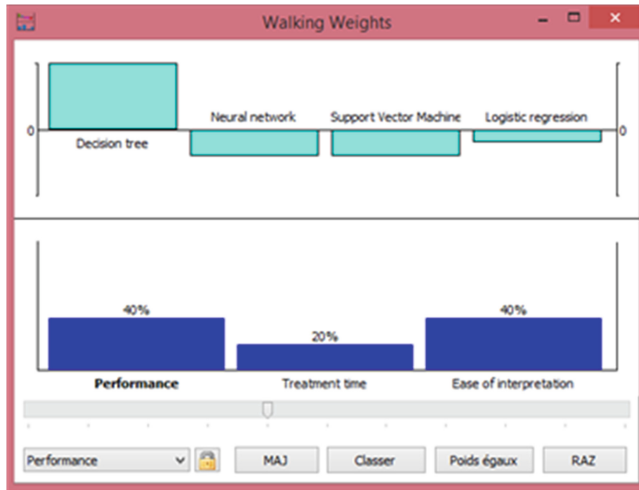 Walking Weights
0
0
Neural network
Support Vector Machine
Logistic regression
Decision tree
40%
20%
40%
Performance
Treatment time
Ease of interpretation
Performance
MAJ
Classer
Poids égaux
RAZ